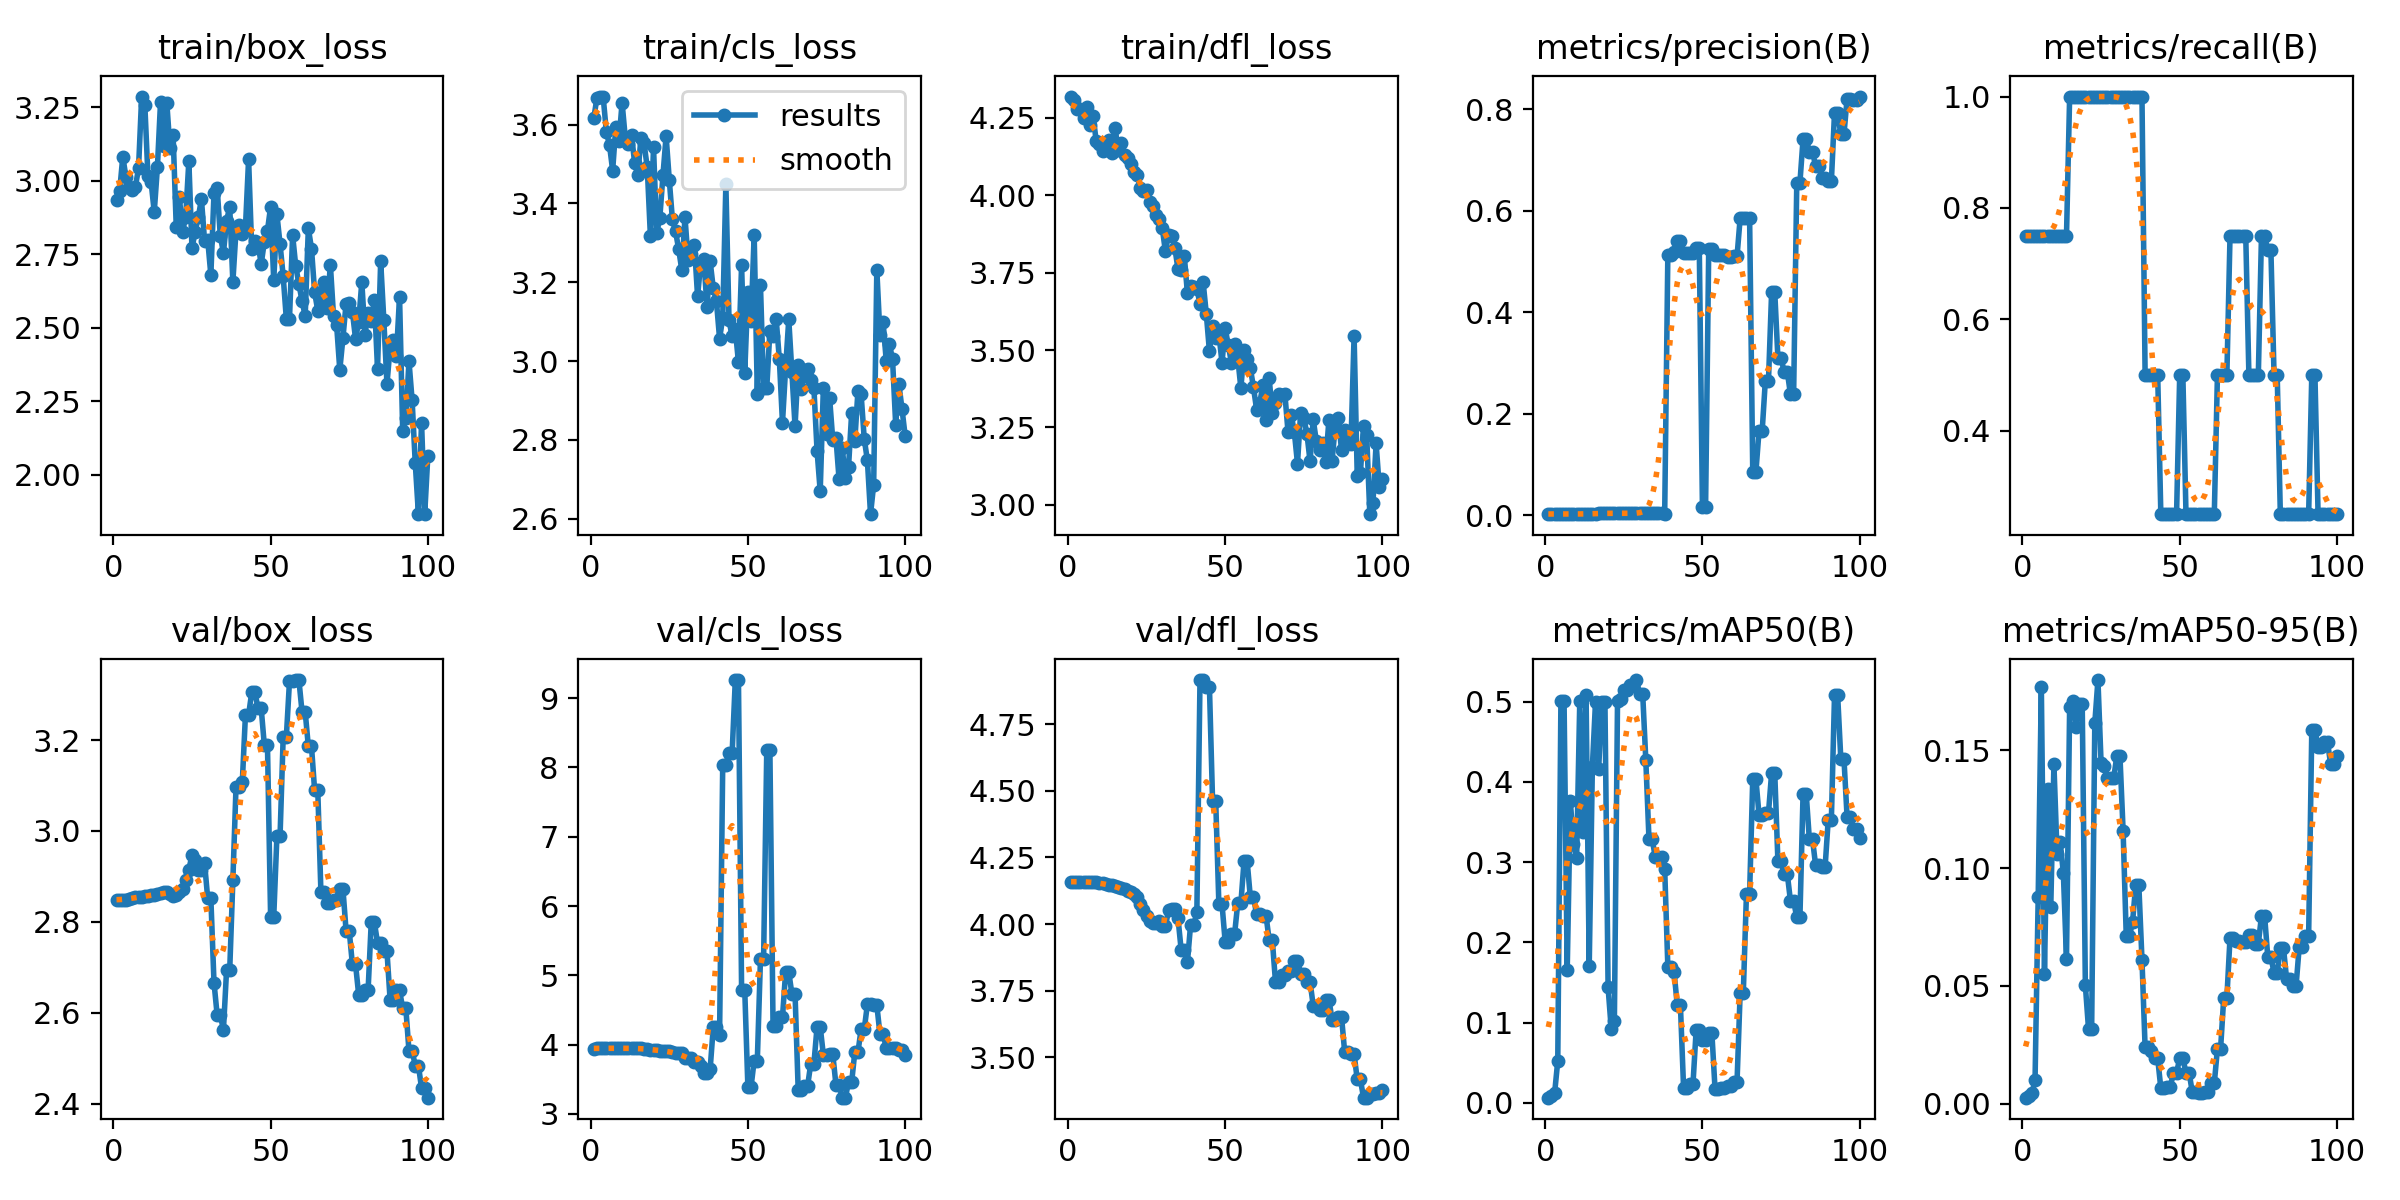 train/box_loss
3.25
3.00
2.75
2.50
2.25
2.00
0 50 100
train/cls_loss
results
smooth
3.6
3.4
3.2
3.0
2.8
2.6
0 50 100
train/dfl_loss
4.25
4.00
3.75
3.50
3.25
3.00
0 50 100
metrics/precision(B)
0.8
0.6
0.4
0.2
0.0
0 50 100
metrics/recall(B)
1.0
0.8
0.6
0.4
0 50 100
val/box_loss
3.2
3.0
2.8
2.6
2.4
0 50 100
val/cls_loss
9
8
7
6
5
4
3
0 50 100
val/dfl_loss
4.75
4.50
4.25
4.00
3.75
3.50
0 50 100
metrics/mAP50(B)
0.5
0.4
0.3
0.2
0.1
0.0
0 50 100
metrics/mAP50-95(B)
0.15
0.10
0.05
0.00
0 50 100